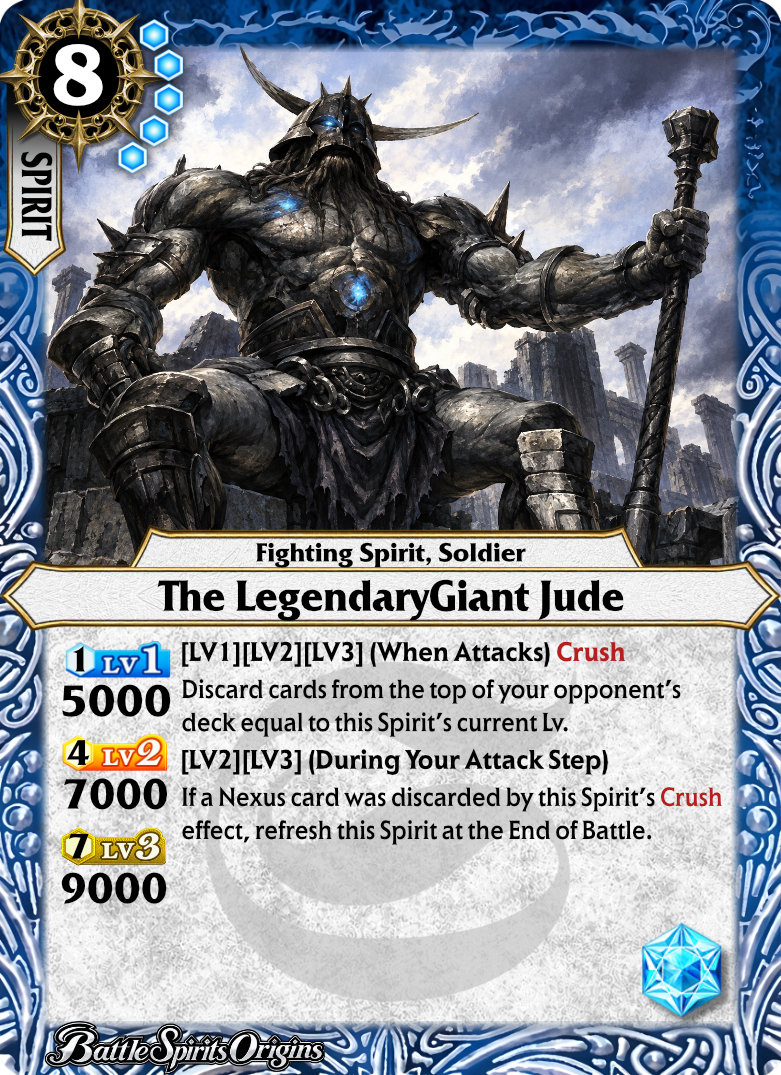 8
SPIRIT
Fighting Spirit, Soldier
The LegendaryGiant Jude
1 LV1
5000
[LV1][LV2][LV3] (When Attacks) Crush
Discard cards from the top of your opponent's
deck equal to this Spirit's current Lv.
4 LV2
7000
[LV2][LV3] (During Your Attack Step)
If a Nexus card was discarded by this Spirit's Crush
effect, refresh this Spirit at the End of Battle.
7 LV3
9000
Battle Spirits Origins